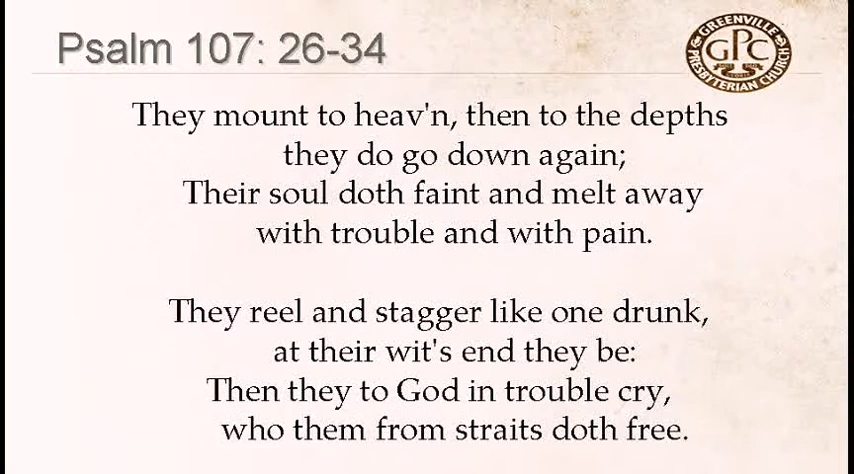 Psalm 107: 26-34
GREENVILLE
GPC
PRESBYTERIAN CHURCH
They mount to heav'n, then to the depths
they do go down again;
Their soul doth faint and melt away
with trouble and with pain.
They reel and stagger like one drunk,
at their wit's end they be:
Then they to God in trouble cry,
who them from straits doth free.